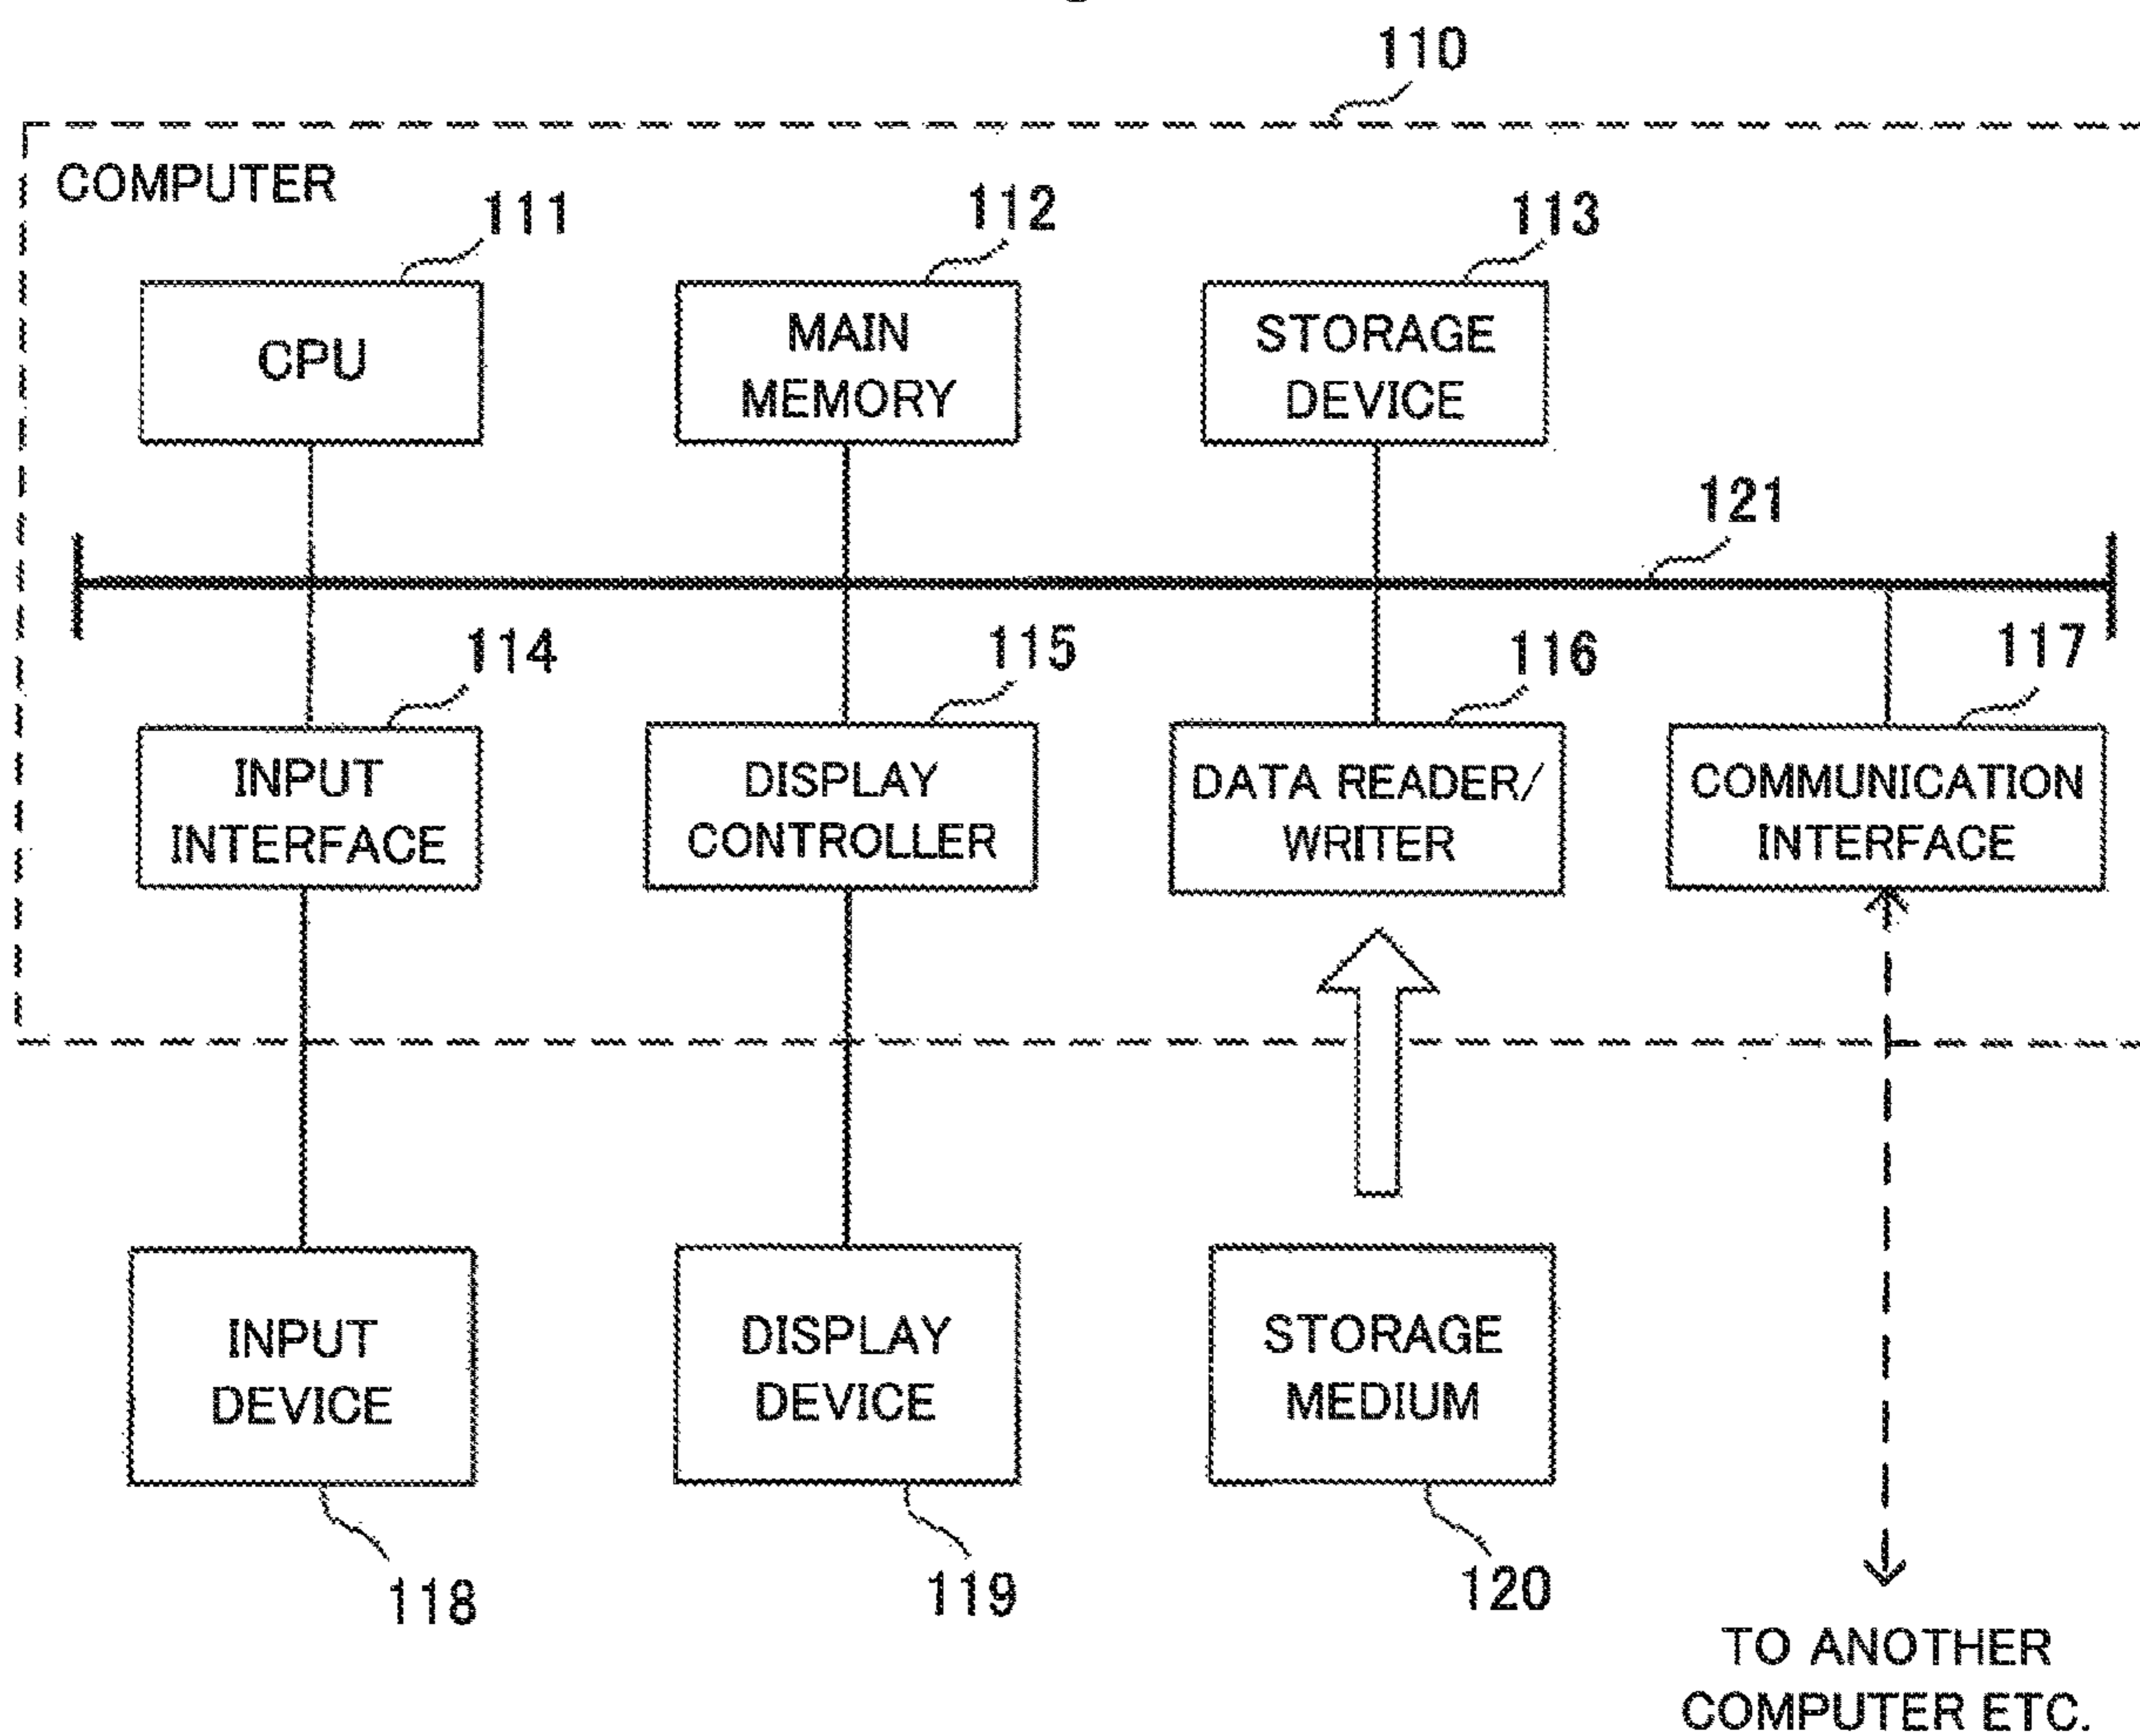 110
COMPUTER
111
112
113
CPU
MAIN
MEMORY
STORAGE
DEVICE
121
114
115
116
117
INPUT
INTERFACE
DISPLAY
CONTROLLER
DATA READER/
WRITER
COMMUNICATION
INTERFACE
INPUT
DEVICE
DISPLAY
DEVICE
STORAGE
MEDIUM
118
119
120
TO ANOTHER
COMPUTER ETC.